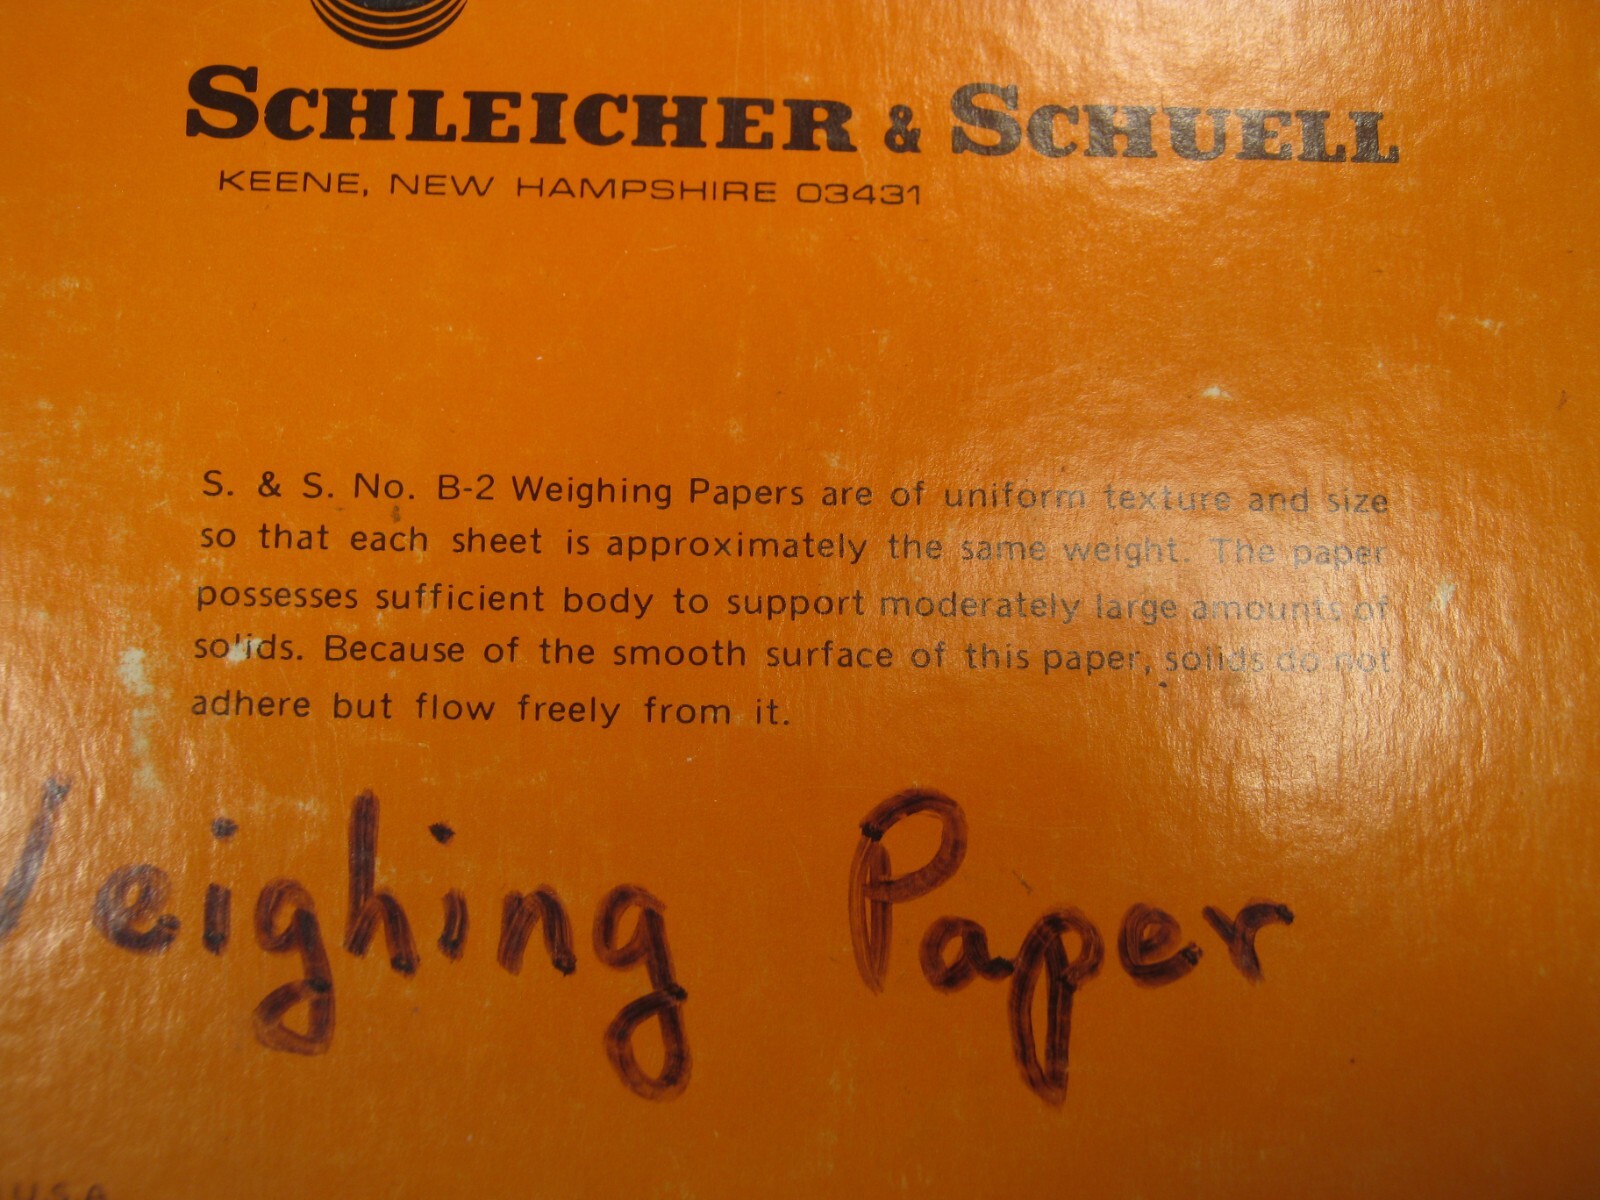 SCHLEICHER & SCHUELL
KEENE, NEW HAMPSHIRE 03431
S. & S. No. B-2 Weighing Papers are of uniform texture and size
so that each sheet is approximately the same weight. The paper
possesses sufficient body to support moderately large amounts of
solids. Because of the smooth surface of this paper, solids do not
adhere but flow freely from it.
Weighing Paper
USA